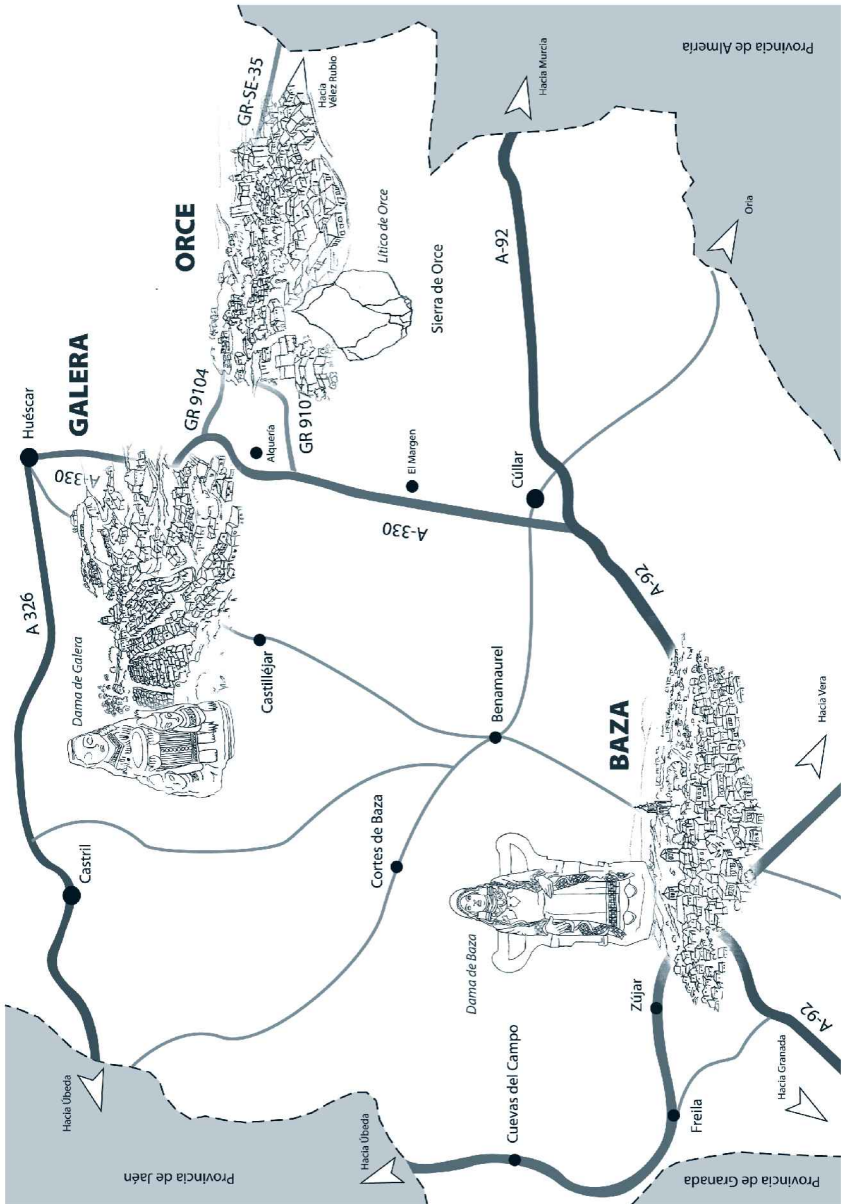 Provincia de Jaén
Hacia Úbeda
Castril
A 326
Huéscar
A-330
GALERA
Dama de Galera
ORCE
GR-SE-35
Hacia
Vélez Rubio
GR 9104
Alquería
GR 9107
Lítico de Orce
Sierra de Orce
El Margen
A-330
Castilléjar
Cortes de Baza
Benamaurel
Cúllar
A-92
Hacia Murcia
Provincia de Almería
Oria
A-92
BAZA
Dama de Baza
Hacia Úbeda
Cuevas del Campo
Zújar
Freila
A-92
Hacia Granada
Hacia Vera
Provincia de Granada